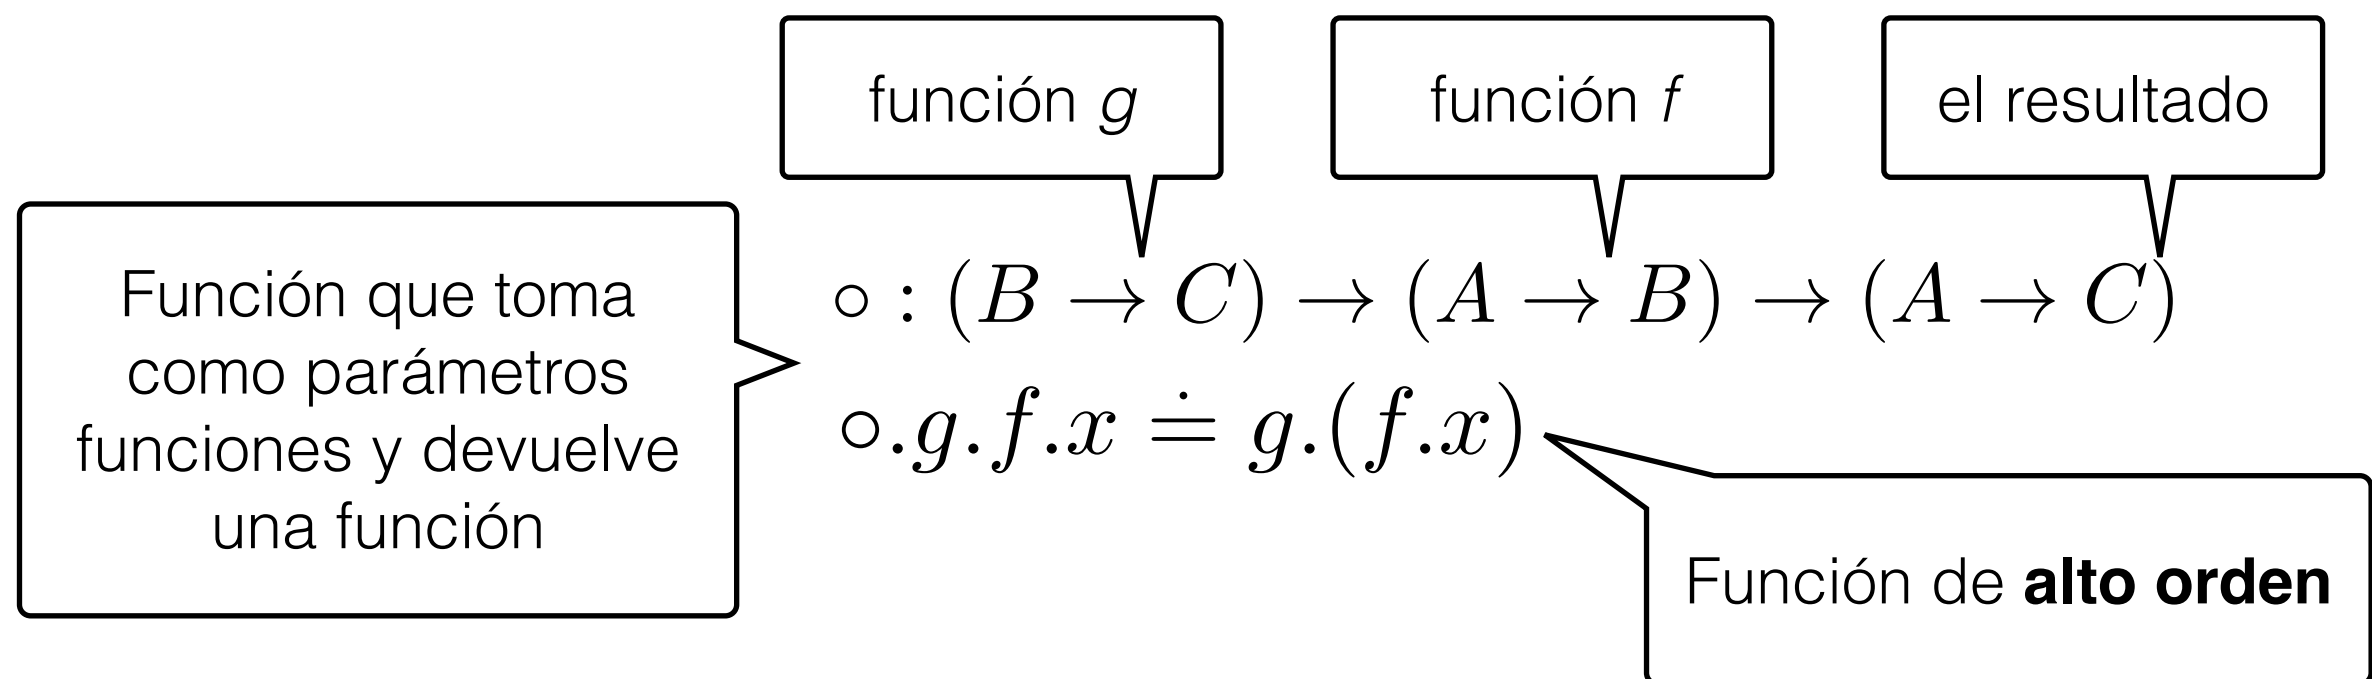 función g
función f
el resultado
Función que toma
como parámetros
funciones y devuelve
una función
∘ : (B → C) → (A → B) → (A → C)
∘.g.f.x ≐ g.(f.x)
Función de alto orden